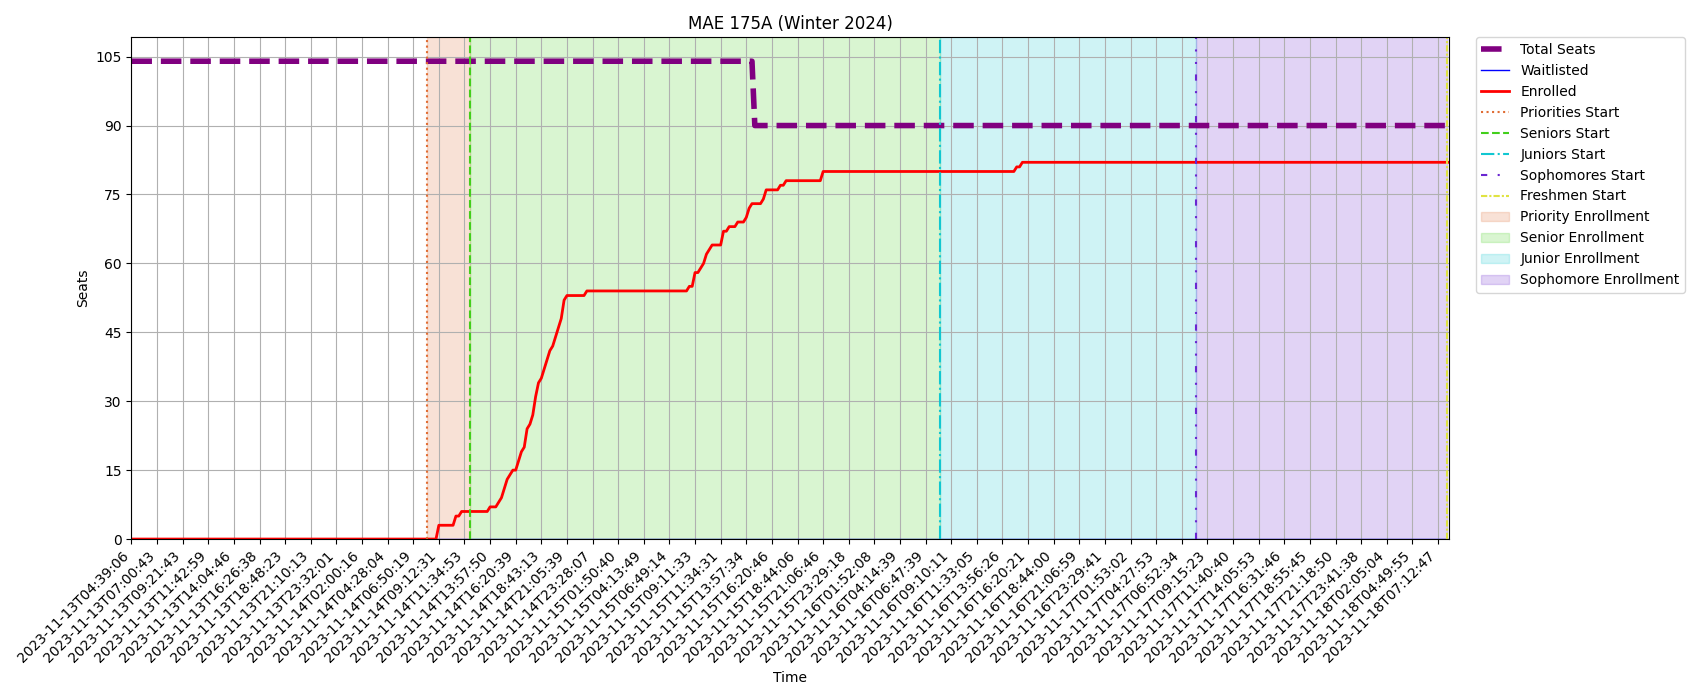 MAE 175A (Winter 2024)
105
90
75
60
45
30
15
0
Seats
2023-11-13T04:39:06
2023-11-13T07:00:43
2023-11-13T09:21:43
2023-11-13T11:42:59
2023-11-13T14:04:46
2023-11-13T16:26:38
2023-11-13T18:48:23
2023-11-13T21:10:13
2023-11-13T23:32:01
2023-11-14T02:00:16
2023-11-14T04:28:04
2023-11-14T06:50:19
2023-11-14T09:12:31
2023-11-14T11:34:53
2023-11-14T13:57:50
2023-11-14T16:20:39
2023-11-14T18:43:13
2023-11-14T21:05:39
2023-11-14T23:28:07
2023-11-15T01:50:40
2023-11-15T04:13:49
2023-11-15T06:49:14
2023-11-15T09:11:33
2023-11-15T11:34:31
2023-11-15T13:57:34
2023-11-15T16:20:46
2023-11-15T18:44:06
2023-11-15T21:06:46
2023-11-15T23:29:18
2023-11-16T01:52:08
2023-11-16T04:14:39
2023-11-16T06:47:39
2023-11-16T09:10:11
2023-11-16T11:33:05
2023-11-16T13:56:26
2023-11-16T16:20:21
2023-11-16T18:44:00
2023-11-16T21:06:59
2023-11-16T23:29:41
2023-11-17T01:53:02
2023-11-17T04:27:53
2023-11-17T06:52:34
2023-11-17T09:15:23
2023-11-17T11:40:40
2023-11-17T14:05:53
2023-11-17T16:31:46
2023-11-17T18:55:45
2023-11-17T21:18:50
2023-11-17T23:41:38
2023-11-18T02:05:04
2023-11-18T04:49:55
2023-11-18T07:12:47
Time
Total Seats
Waitlisted
Enrolled
Priorities Start
Seniors Start
Juniors Start
Sophomores Start
Freshmen Start
Priority Enrollment
Senior Enrollment
Junior Enrollment
Sophomore Enrollment